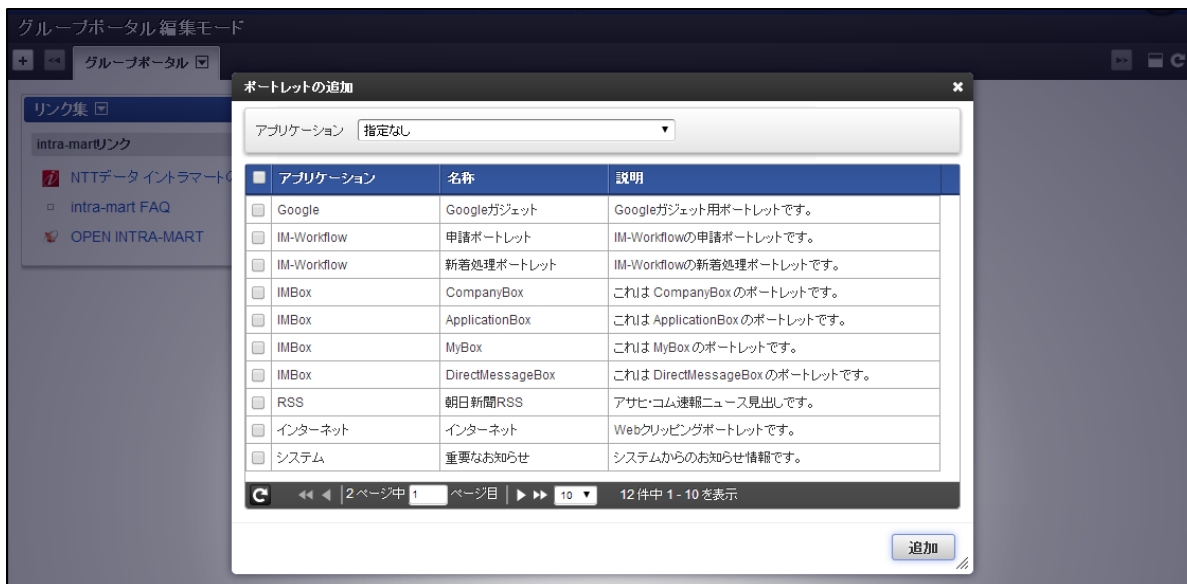 グループポータル編集モード
グループポータル
リンク集
intra-martリンク
NTTデータ イントラマートの
intra-mart FAQ
OPEN INTRA-MART
ポートレットの追加
アプリケーション 指定なし
アプリケーション 名称 説明
Google Googleガジェット Googleガジェット用ポートレットです。
IM-Workflow 申請ポートレット IM-Workflowの申請ポートレットです。
IM-Workflow 新着処理ポートレット IM-Workflowの新着処理ポートレットです。
IMBox CompanyBox これは CompanyBox のポートレットです。
IMBox ApplicationBox これは ApplicationBox のポートレットです。
IMBox MyBox これは MyBox のポートレットです。
IMBox DirectMessageBox これは DirectMessageBox のポートレットです。
RSS 朝日新聞RSS アサヒ・コム速報ニュース見出しです。
インターネット インターネット Webクリッピングポートレットです。
システム 重要なお知らせ システムからのお知らせ情報です。
2 ページ中 1 ページ目 10 12 件中 1 - 10 を表示
追加